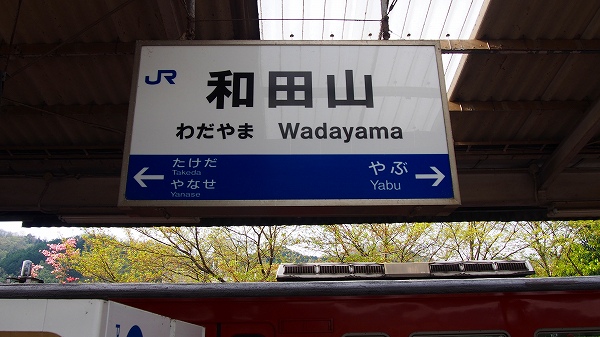 JR
和田山
わだやま Wadayama
← たけだ
Takeda
やなせ
Yanase
やぶ →
Yabu